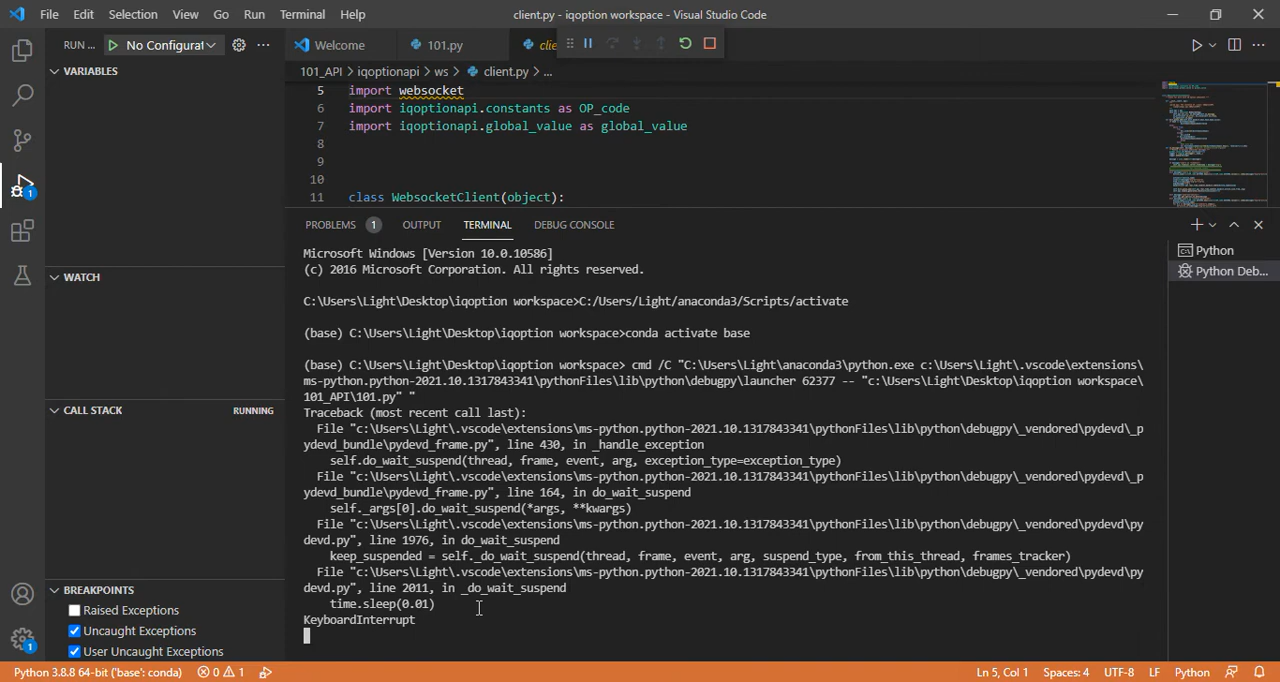 File Edit Selection View Go Run Terminal Help client.py - iqoption workspace - Visual Studio Code
RUN ... No Configurat ...
Welcome 101.py clie
101_API > iqoptionapi > ws > client.py > ...
VARIABLES
5 import websocket
6 import iqoptionapi.constants as OP_code
7 import iqoptionapi.global_value as global_value
8
9
10
11 class WebsocketClient(object):
PROBLEMS 1 OUTPUT TERMINAL DEBUG CONSOLE
Python
Python Deb...
Microsoft Windows [Version 10.0.10586]
(c) 2016 Microsoft Corporation. All rights reserved.
C:\Users\Light\Desktop\iqoption workspace>C:/Users/Light/anaconda3/Scripts/activate
(base) C:\Users\Light\Desktop\iqoption workspace>conda activate base
(base) C:\Users\Light\Desktop\iqoption workspace> cmd /C "C:\Users\Light\anaconda3\python.exe c:\Users\Light\.vscode\extensions\
ms-python.python-2021.10.1317843341\pythonFiles\lib\python\debugpy\launcher 62377 -- "c:\Users\Light\Desktop\iqoption workspace\
101_API\101.py" "
Traceback (most recent call last):
File "c:\Users\Light\.vscode\extensions\ms-python.python-2021.10.1317843341\pythonFiles\lib\python\debugpy\_vendored\pydevd\_p
ydevd_bundle\pydevd_frame.py", line 430, in _handle_exception
self.do_wait_suspend(thread, frame, event, arg, exception_type=exception_type)
File "c:\Users\Light\.vscode\extensions\ms-python.python-2021.10.1317843341\pythonFiles\lib\python\debugpy\_vendored\pydevd\_p
ydevd_bundle\pydevd_frame.py", line 164, in do_wait_suspend
self._args[0].do_wait_suspend(*args, **kwargs)
File "c:\Users\Light\.vscode\extensions\ms-python.python-2021.10.1317843341\pythonFiles\lib\python\debugpy\_vendored\pydevd\py
devd.py", line 1976, in do_wait_suspend
keep_suspended = self._do_wait_suspend(thread, frame, event, arg, suspend_type, from_this_thread, frames_tracker)
File "c:\Users\Light\.vscode\extensions\ms-python.python-2021.10.1317843341\pythonFiles\lib\python\debugpy\_vendored\pydevd\py
devd.py", line 2011, in _do_wait_suspend
time.sleep(0.01)
KeyboardInterrupt
1
WATCH
CALL STACK RUNNING
BREAKPOINTS
Raised Exceptions
Uncaught Exceptions
User Uncaught Exceptions
1
Python 3.8.8 64-bit ('base': conda) 0 1 Ln 5, Col 1 Spaces: 4 UTF-8 LF Python